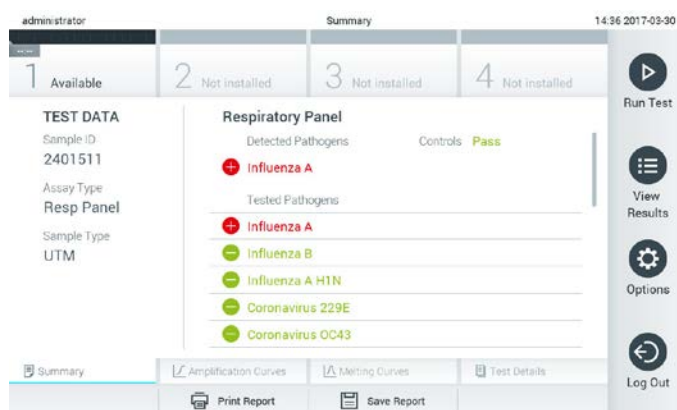 administrator
Summary
14:36 2017-03-30
1 Available
2 Not installed
3 Not installed
4 Not installed
Run Test
View
Results
Options
Log Out
TEST DATA
Sample ID
2401511
Assay Type
Resp Panel
Sample Type
UTM
Respiratory Panel
Detected Pathogens
Controls Pass
Influenza A
Tested Pathogens
Influenza A
Influenza B
Influenza A H1N
Coronavirus 229E
Coronavirus OC43
Summary
Amplification Curves
Melting Curves
Test Details
Print Report
Save Report